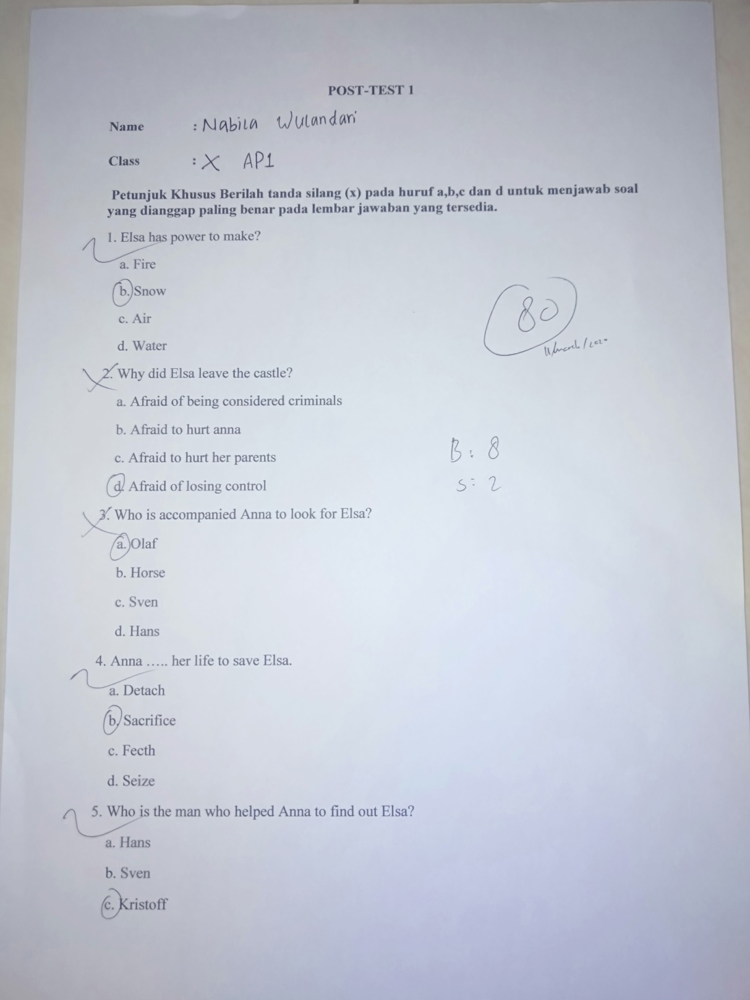 POST-TEST 1
Name : Nabila Wulandari
Class : X AP1
Petunjuk Khusus Berilah tanda silang (x) pada huruf a,b,c dan d untuk menjawab soal
yang dianggap paling benar pada lembar jawaban yang tersedia.
1. Elsa has power to make?
a. Fire
b. Snow
c. Air
d. Water
80
11/march/2020
2. Why did Elsa leave the castle?
a. Afraid of being considered criminals
b. Afraid to hurt anna
c. Afraid to hurt her parents
d. Afraid of losing control
B: 8
S: 2
3. Who is accompanied Anna to look for Elsa?
a. Olaf
b. Horse
c. Sven
d. Hans
4. Anna ..... her life to save Elsa.
a. Detach
b. Sacrifice
c. Fecth
d. Seize
5. Who is the man who helped Anna to find out Elsa?
a. Hans
b. Sven
c. Kristoff